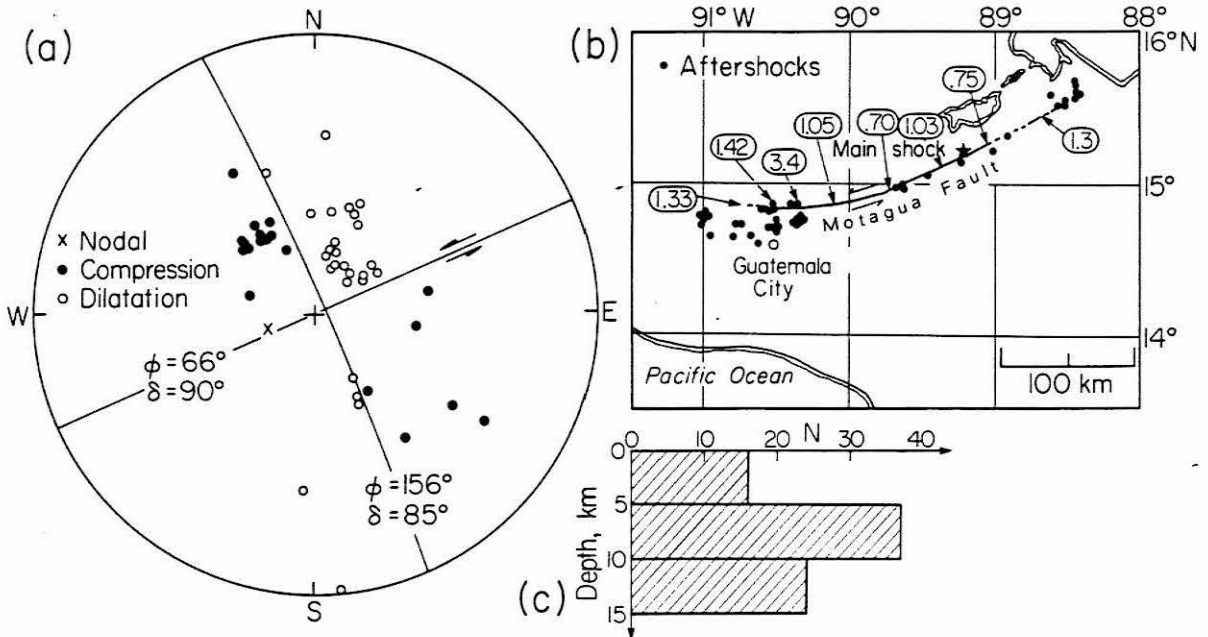 (a)
N
x Nodal
• Compression
○ Dilatation
W
E
S
ϕ = 66°
δ = 90°
ϕ = 156°
δ = 85°
(b)
91° W
90°
89°
88°
16° N
15°
14°
• Aftershocks
.75
.70
1.03
1.05
1.42
3.4
1.33
1.3
Main shock
Motagua Fault
Guatemala
City
Pacific Ocean
100 km
(c)
0
10
20
N
30
40
0
5
10
15
Depth, km